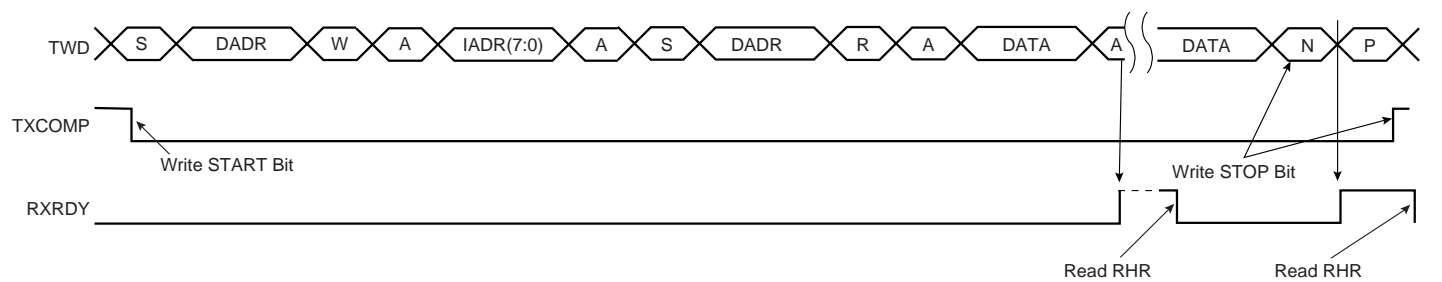 TWD S DADR W A IADR(7:0) A S DADR R A DATA A DATA N P
TXCOMP
Write START Bit
Write STOP Bit
RXRDY
Read RHR Read RHR